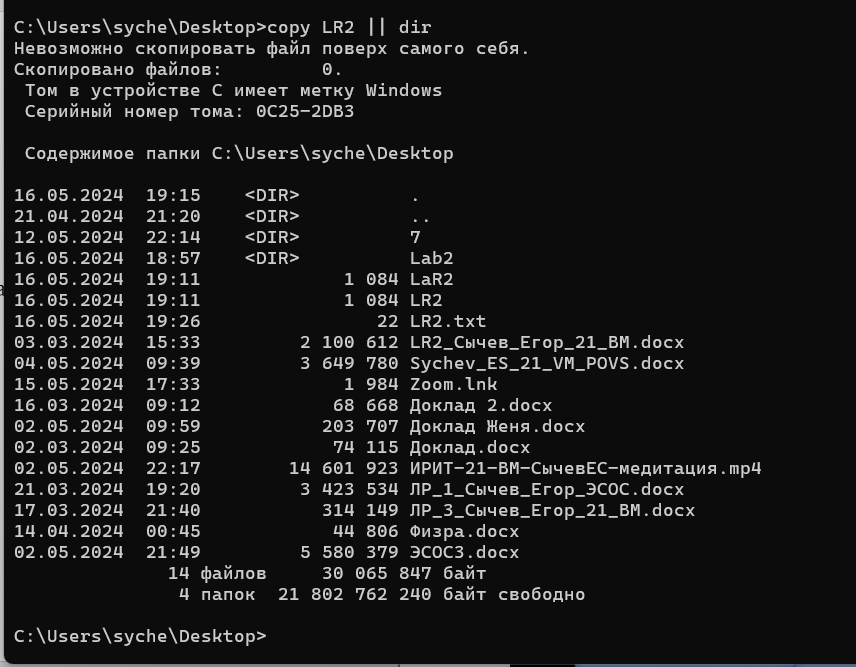 C:\Users\syche\Desktop>copy LR2 || dir
Невозможно скопировать файл поверх самого себя.
Скопировано файлов:         0.
 Том в устройстве C имеет метку Windows
 Серийный номер тома: 0C25-2DB3

 Содержимое папки C:\Users\syche\Desktop

16.05.2024  19:15    <DIR>          .
21.04.2024  21:20    <DIR>          ..
12.05.2024  22:14    <DIR>          7
16.05.2024  18:57    <DIR>          Lab2
16.05.2024  19:11             1 084 LaR2
16.05.2024  19:11             1 084 LR2
16.05.2024  19:26                22 LR2.txt
03.03.2024  15:33         2 100 612 LR2_Сычев_Егор_21_ВМ.docx
04.05.2024  09:39         3 649 780 Sychev_ES_21_VM_POVS.docx
15.05.2024  17:33             1 984 Zoom.lnk
16.03.2024  09:12            68 668 Доклад 2.docx
02.05.2024  09:59           203 707 Доклад Женя.docx
02.03.2024  09:25            74 115 Доклад.docx
02.05.2024  22:17        14 601 923 ИРИТ-21-ВМ-СычевЕС-медитация.mp4
21.03.2024  19:20         3 423 534 ЛР_1_Сычев_Егор_ЭСОС.docx
17.03.2024  21:40           314 149 ЛР_3_Сычев_Егор_21_ВМ.docx
14.04.2024  00:45            44 806 Физра.docx
02.05.2024  21:49         5 580 379 ЭСОС3.docx
              14 файлов     30 065 847 байт
               4 папок  21 802 762 240 байт свободно

C:\Users\syche\Desktop>